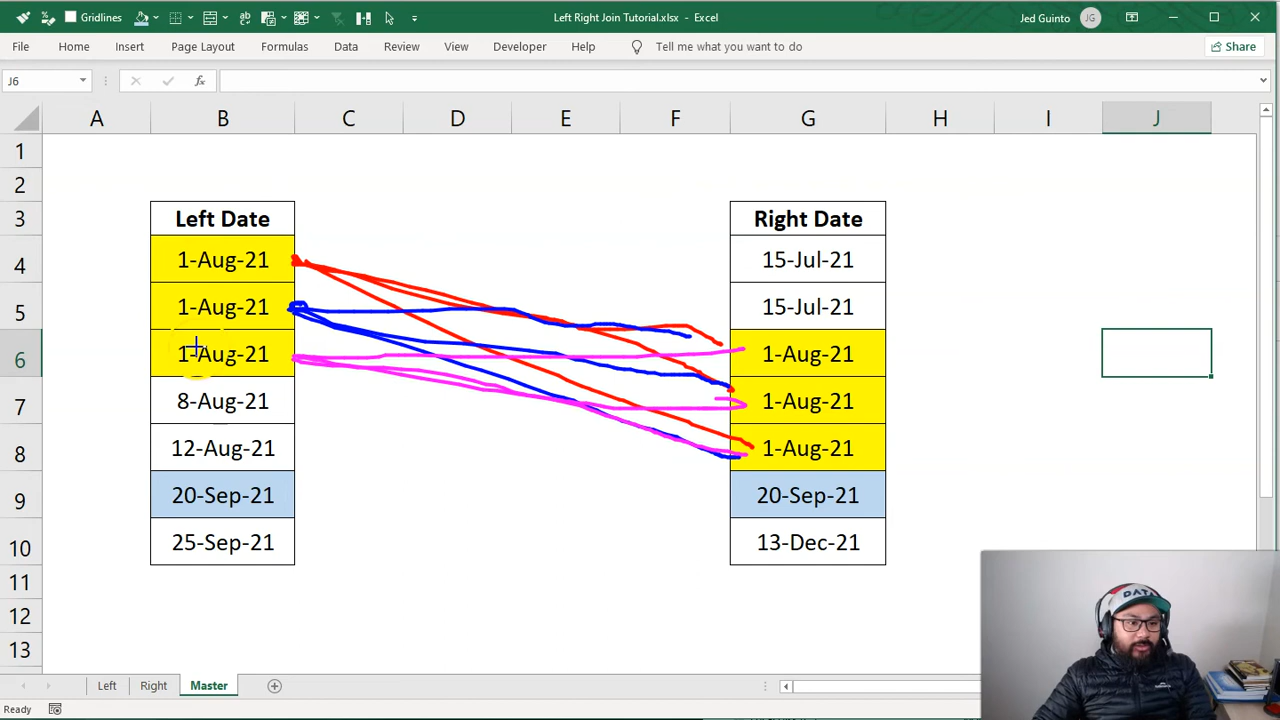 Gridlines
Left Right Join Tutorial.xlsx - Excel
Jed Guinto
JG
File Home Insert Page Layout Formulas Data Review View Developer Help Tell me what you want to do Share
J6
fx
A B C D E F G H I J
1
2
3 Left Date Right Date
4 1-Aug-21 15-Jul-21
5 1-Aug-21 15-Jul-21
6 1-Aug-21 1-Aug-21
7 8-Aug-21 1-Aug-21
8 12-Aug-21 1-Aug-21
9 20-Sep-21 20-Sep-21
10 25-Sep-21 13-Dec-21
11
12
13
DATA
Left Right Master
Ready